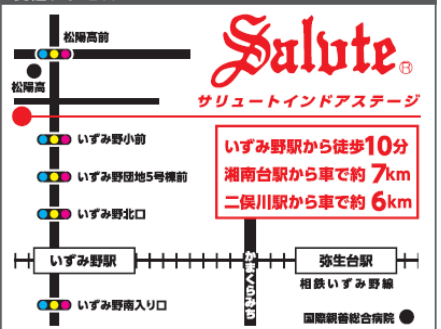 松陽高前
松陽高
Salute®
サリュートインドアステージ
いずみ野小前
いずみ野団地5号棟前
いずみ野北口
いずみ野駅から徒歩10分
湘南台駅から車で約7km
二俣川駅から車で約6km
いずみ野駅
かまくらみち
弥生台駅
相鉄いずみ野線
いずみ野南入り口
国際親善総合病院